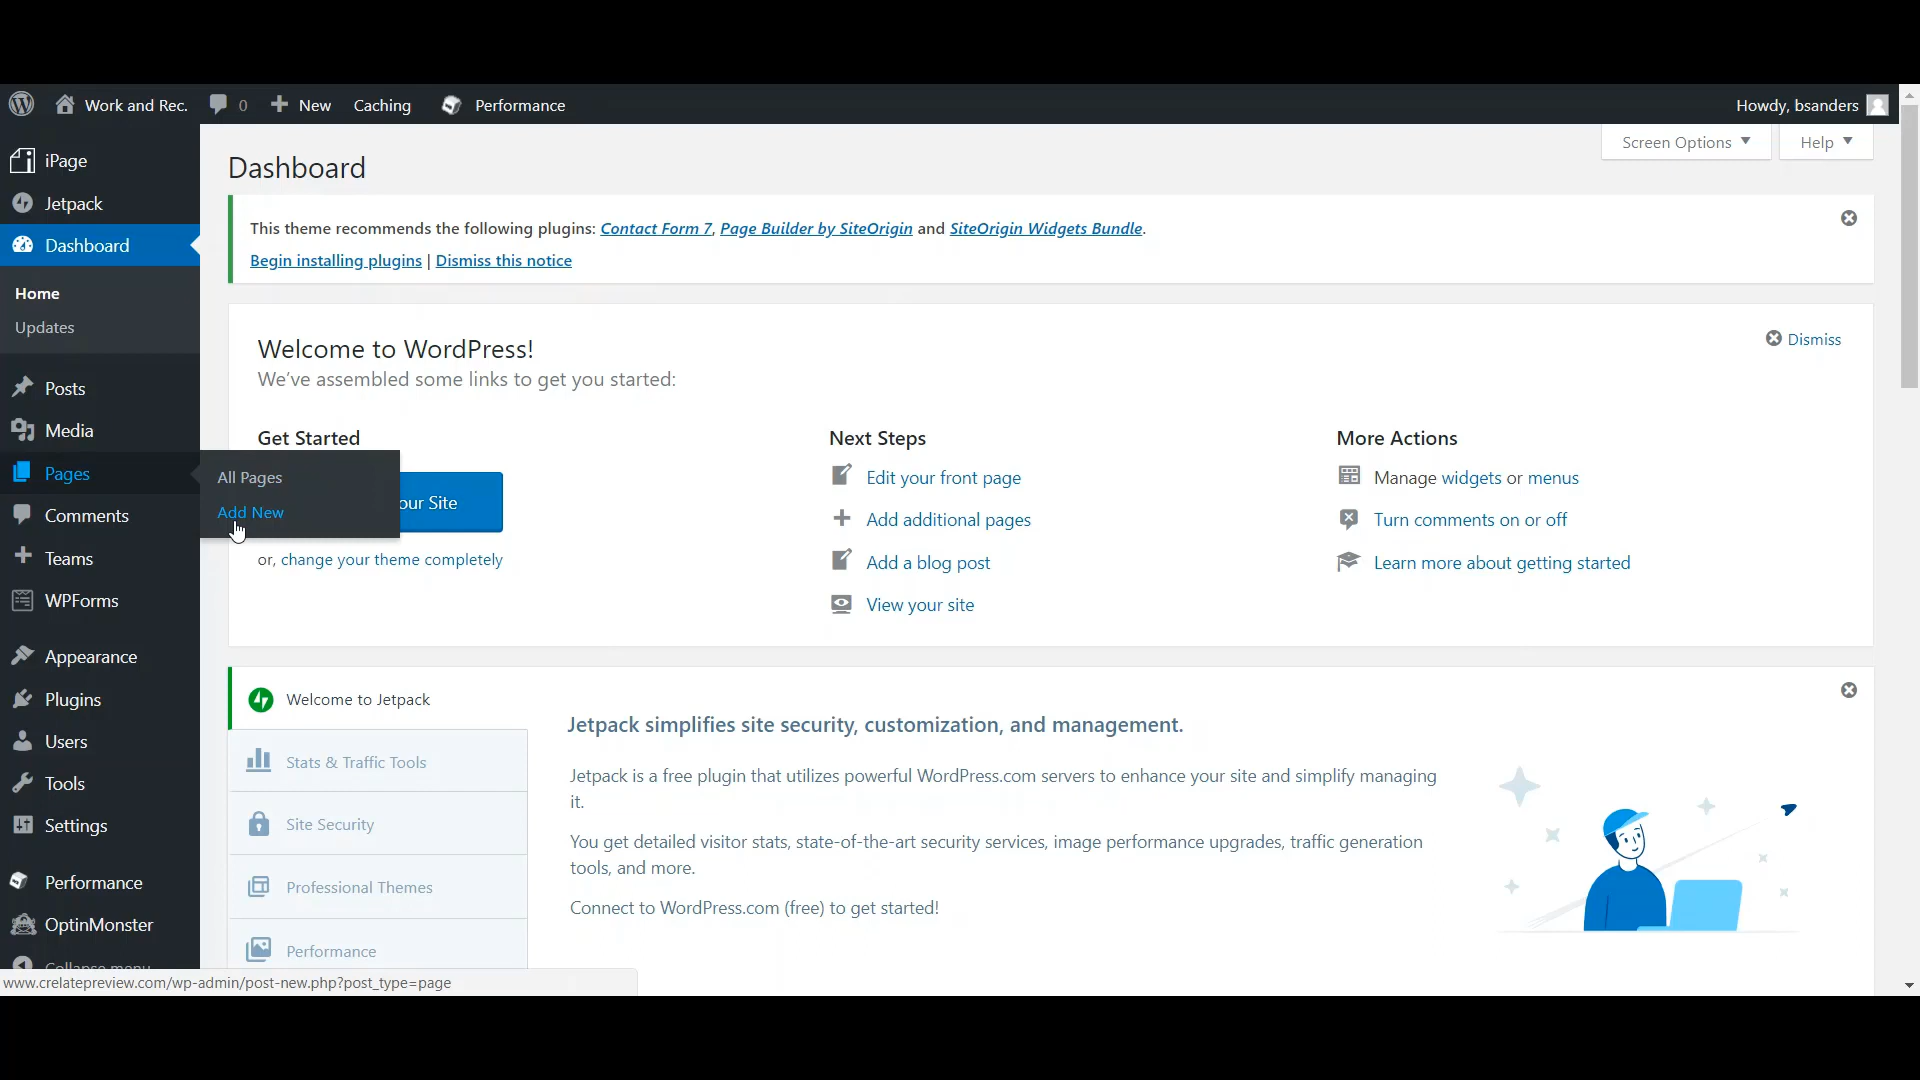 Work and Rec.
0
New
Caching
Performance
Howdy, bsanders
iPage
Jetpack
Dashboard
Home
Updates
Posts
Media
Pages
Comments
Teams
WPForms
Appearance
Plugins
Users
Tools
Settings
Performance
OptinMonster
Collapse menu
All Pages
Add New
Screen Options
Help
Dashboard
This theme recommends the following plugins: Contact Form 7, Page Builder by SiteOrigin and SiteOrigin Widgets Bundle.
Begin installing plugins | Dismiss this notice
Welcome to WordPress!
We've assembled some links to get you started:
Dismiss
Get Started
our Site
or, change your theme completely
Next Steps
Edit your front page
Add additional pages
Add a blog post
View your site
More Actions
Manage widgets or menus
Turn comments on or off
Learn more about getting started
Welcome to Jetpack
Stats & Traffic Tools
Site Security
Professional Themes
Performance
Jetpack simplifies site security, customization, and management.
Jetpack is a free plugin that utilizes powerful WordPress.com servers to enhance your site and simplify managing
it.
You get detailed visitor stats, state-of-the-art security services, image performance upgrades, traffic generation
tools, and more.
Connect to WordPress.com (free) to get started!
www.crelatepreview.com/wp-admin/post-new.php?post_type=page